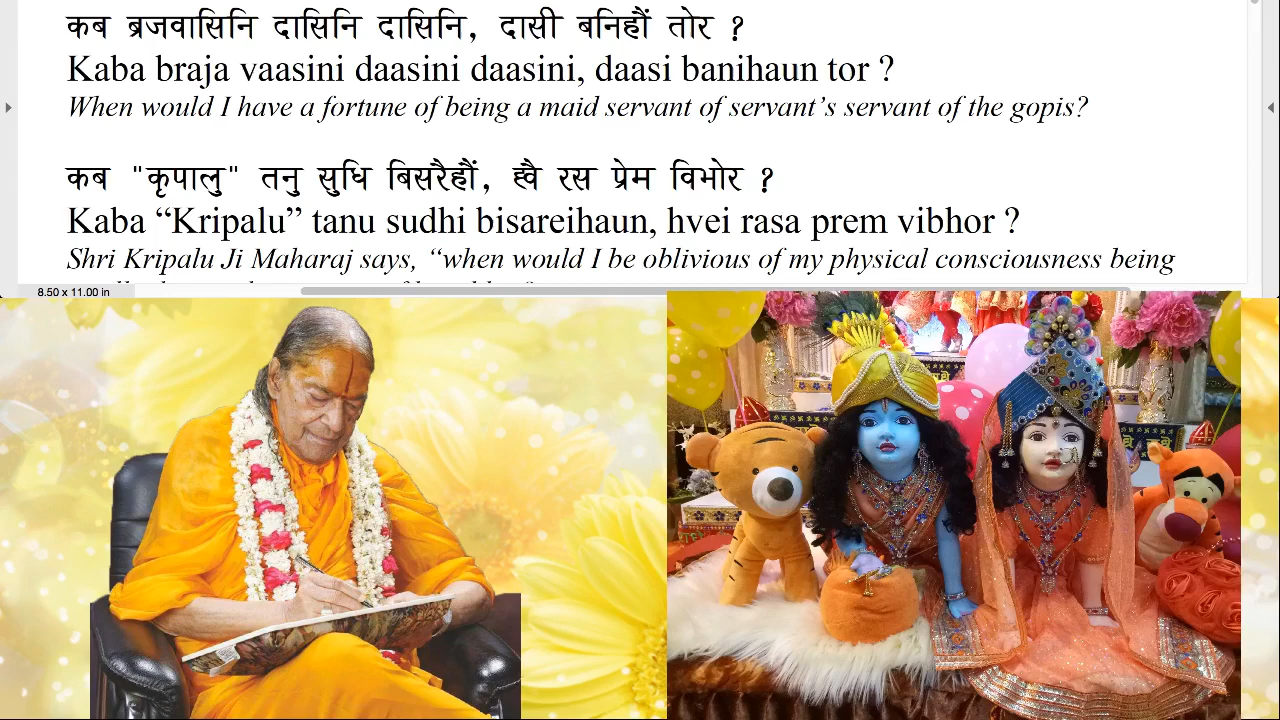 कब ब्रजवासिनि दासिनि दासिनि, दासी बनिहौं तोर ?
Kaba braja vaasini daasini daasini, daasi banihaun tor ?
When would I have a fortune of being a maid servant of servant’s servant of the gopis?
कब "कृपालु" तनु सुधि बिसरैहौं, ह्वै रस प्रेम विभोर ?
Kaba “Kripalu” tanu sudhi bisareihaun, hvei rasa prem vibhor ?
Shri Kripalu Ji Maharaj says, “when would I be oblivious of my physical consciousness being
8.50 x 11.00 in